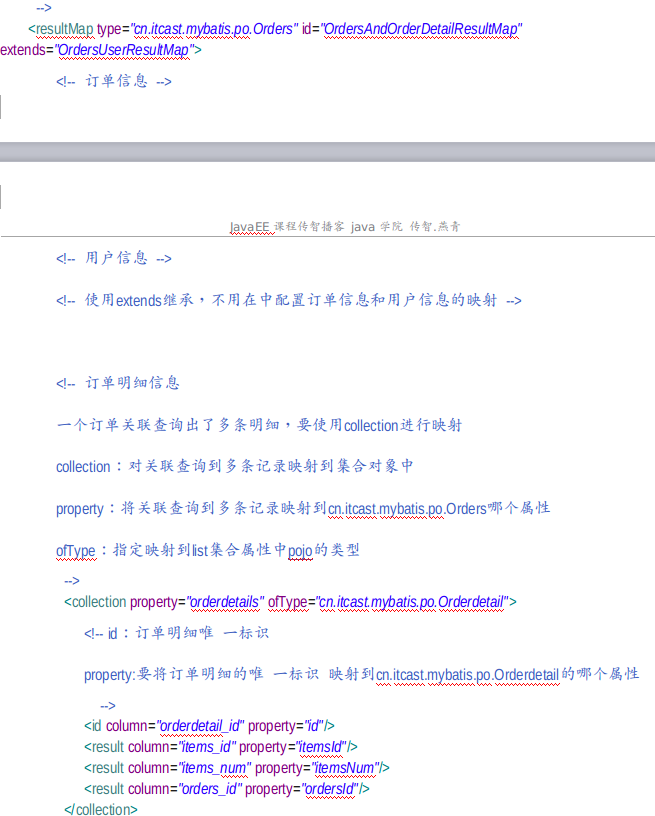 -->
<resultMap type="cn.itcast.mybatis.po.Orders" id="OrdersAndOrderDetailResultMap"
extends="OrdersUserResultMap">
<!-- 订单信息 -->
JavaEE 课程传智播客 java 学院 传智.燕青
<!-- 用户信息 -->
<!-- 使用extends继承，不用在中配置订单信息和用户信息的映射 -->
<!-- 订单明细信息
一个订单关联查询出了多条明细，要使用collection进行映射
collection：对关联查询到多条记录映射到集合对象中
property：将关联查询到多条记录映射到cn.itcast.mybatis.po.Orders哪个属性
ofType：指定映射到list集合属性中pojo的类型
-->
<collection property="orderdetails" ofType="cn.itcast.mybatis.po.Orderdetail">
<!-- id：订单明细唯 一标识
property:要将订单明细的唯 一标识 映射到cn.itcast.mybatis.po.Orderdetail的哪个属性
-->
<id column="orderdetail_id" property="id"/>
<result column="items_id" property="itemsId"/>
<result column="items_num" property="itemsNum"/>
<result column="orders_id" property="ordersId"/>
</collection>